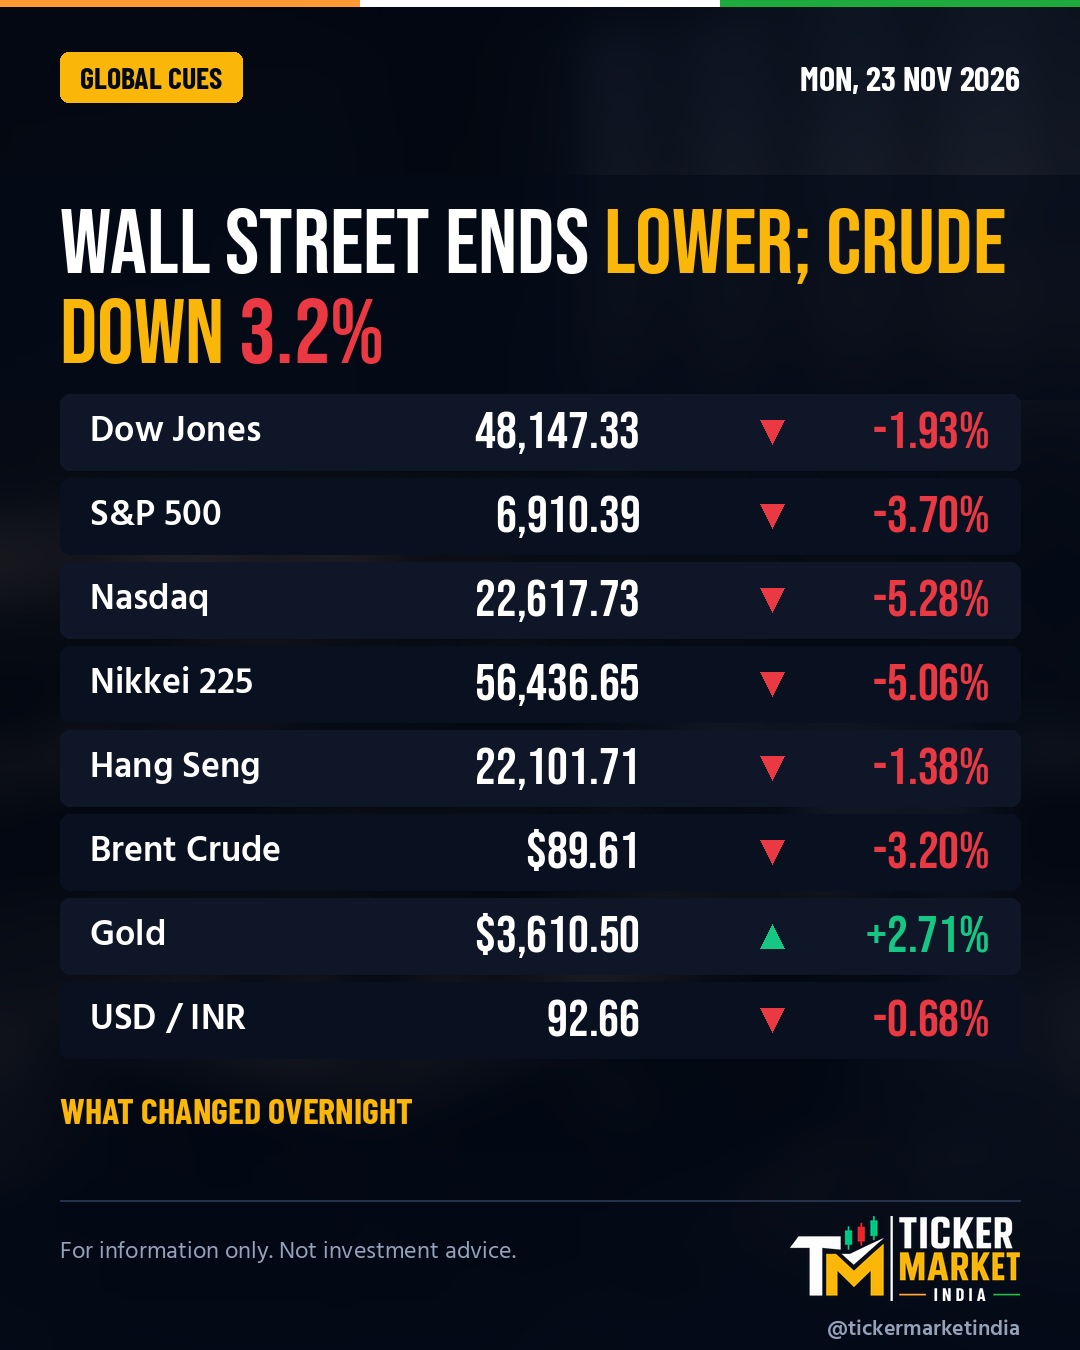 GLOBAL CUES
MON, 23 NOV 2026
WALL STREET ENDS LOWER; CRUDE
DOWN 3.2%
Dow Jones 48,147.33 ▼ -1.93%
S&P 500 6,910.39 ▼ -3.70%
Nasdaq 22,617.73 ▼ -5.28%
Nikkei 225 56,436.65 ▼ -5.06%
Hang Seng 22,101.71 ▼ -1.38%
Brent Crude $89.61 ▼ -3.20%
Gold $3,610.50 ▲ +2.71%
USD / INR 92.66 ▼ -0.68%
WHAT CHANGED OVERNIGHT
For information only. Not investment advice.
TM
TICKER
MARKET
INDIA
@tickermarketindia